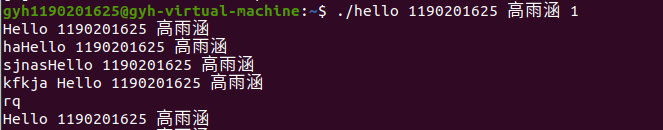 gyh1190201625@gyh-virtual-machine:~$ ./hello 1190201625 高雨涵 1
Hello 1190201625 高雨涵
haHello 1190201625 高雨涵
sjnasHello 1190201625 高雨涵
kfkja Hello 1190201625 高雨涵
rq
Hello 1190201625 高雨涵